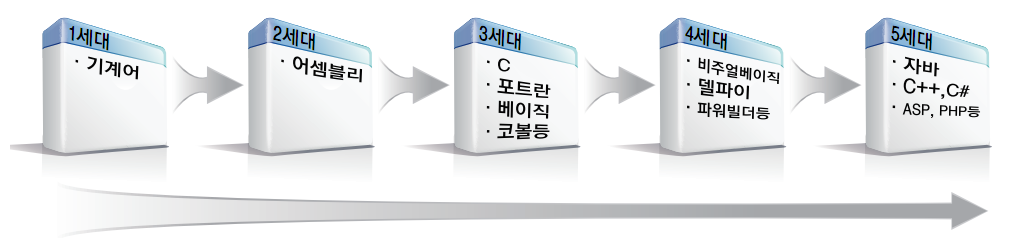 1세대
· 기계어
2세대
· 어셈블리
3세대
· C
· 포트란
· 베이직
· 코볼등
4세대
· 비주얼베이직
· 델파이
· 파워빌더등
5세대
· 자바
· C++,C#
· ASP, PHP등